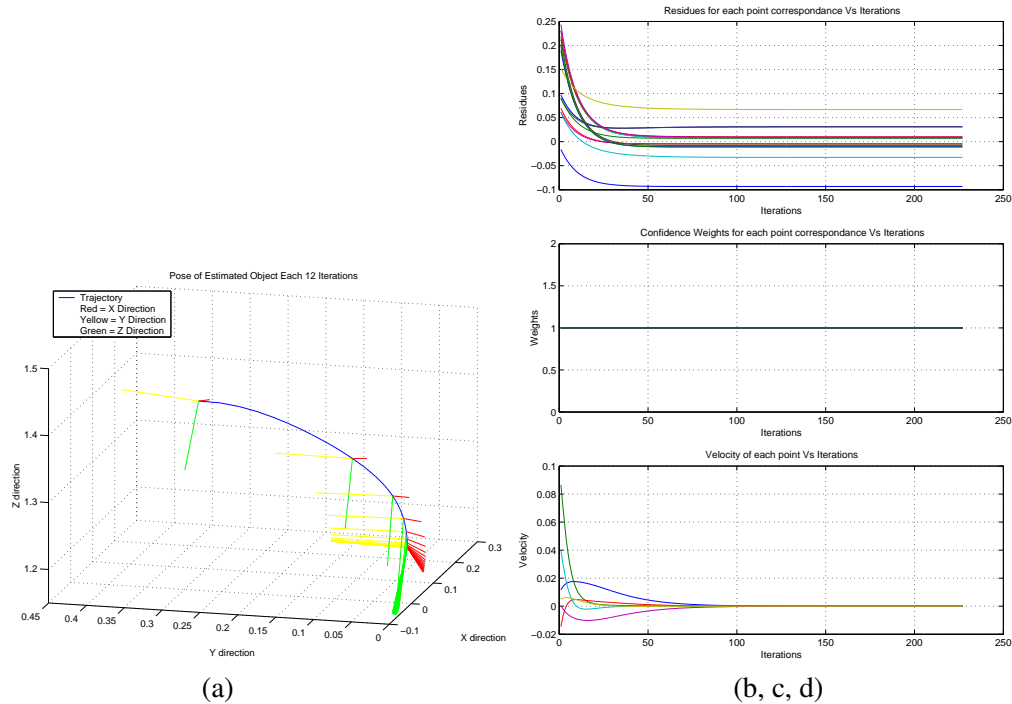 Pose of Estimated Object Each 12 Iterations
Trajectory
Red = X Direction
Yellow = Y Direction
Green = Z Direction
1.5
1.4
1.3
1.2
Z direction
0.45
0.4
0.35
0.3
0.25
0.2
0.15
0.1
0.05
0
Y direction
−0.1
0
0.1
0.2
0.3
X direction
(a)
Residues for each point correspondance Vs Iterations
0.25
0.2
0.15
0.1
0.05
0
−0.05
−0.1
Residues
0 50 100 150 200 250
Iterations
Confidence Weights for each point correspondance Vs Iterations
2
1.5
1
0.5
0
Weights
0 50 100 150 200 250
Iterations
Velocity of each point Vs Iterations
0.1
0.08
0.06
0.04
0.02
0
−0.02
Velocity
0 50 100 150 200 250
Iterations
(b, c, d)